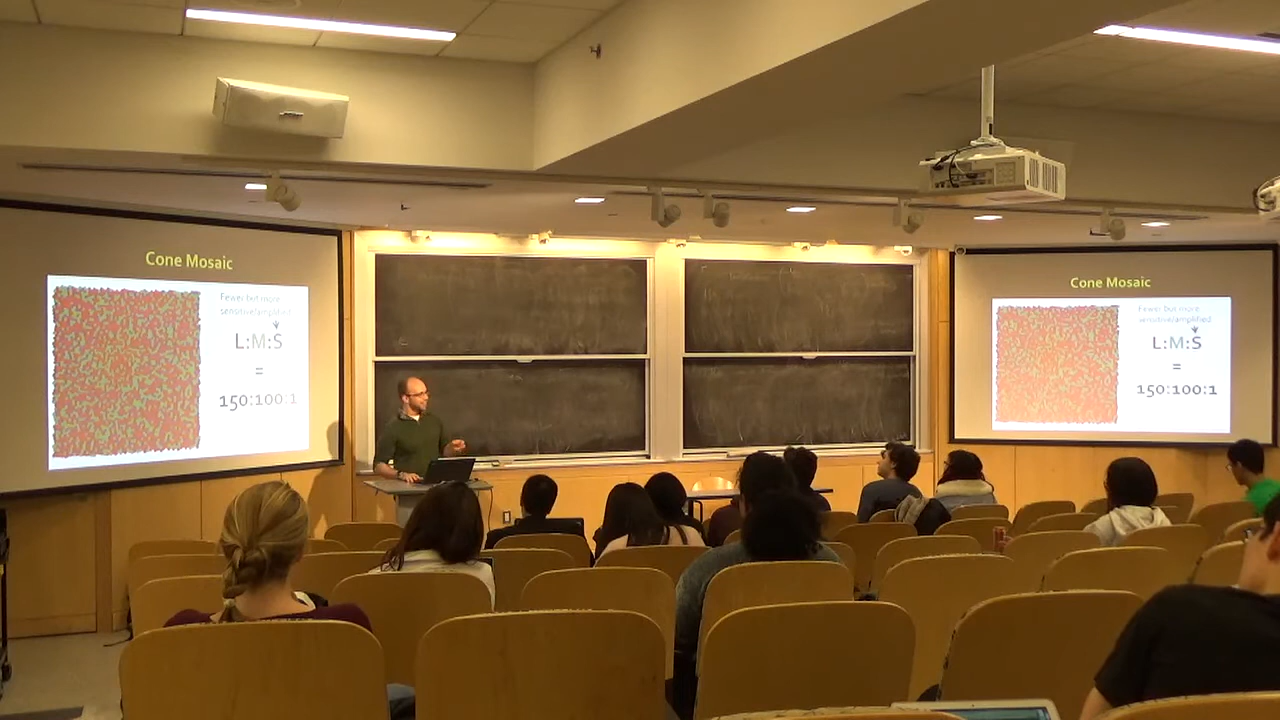 Cone Mosaic
Fewer but more
sensitive/amplified
L:M:S
=
150:100:1
Cone Mosaic
Fewer but more
sensitive/amplified
L:M:S
=
150:100:1